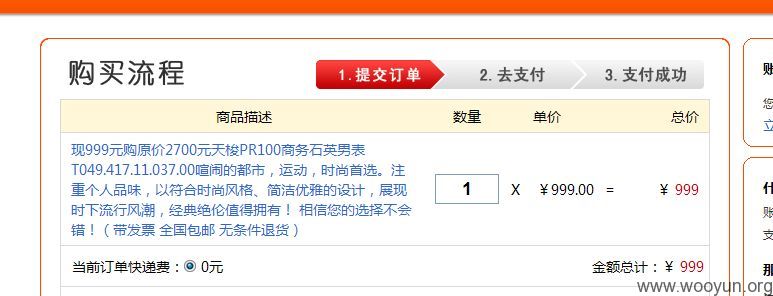 购买流程
1.提交订单 2.去支付 3.支付成功
商品描述 数量 单价 总价
现999元购原价2700元天梭PR100商务石英男表
T049.417.11.037.00喧闹的都市，运动，时尚首选。注
重个人品味，以符合时尚风格、简洁优雅的设计，展现
时下流行风潮，经典绝伦值得拥有！ 相信您的选择不会
错！（ 带发票 全国包邮 无条件退货 ）
1 X ￥999.00 = ￥ 999
当前订单快递费： 0元 金额总计：￥ 999
账
您
立
什
账
支
那
www.wooyun.org